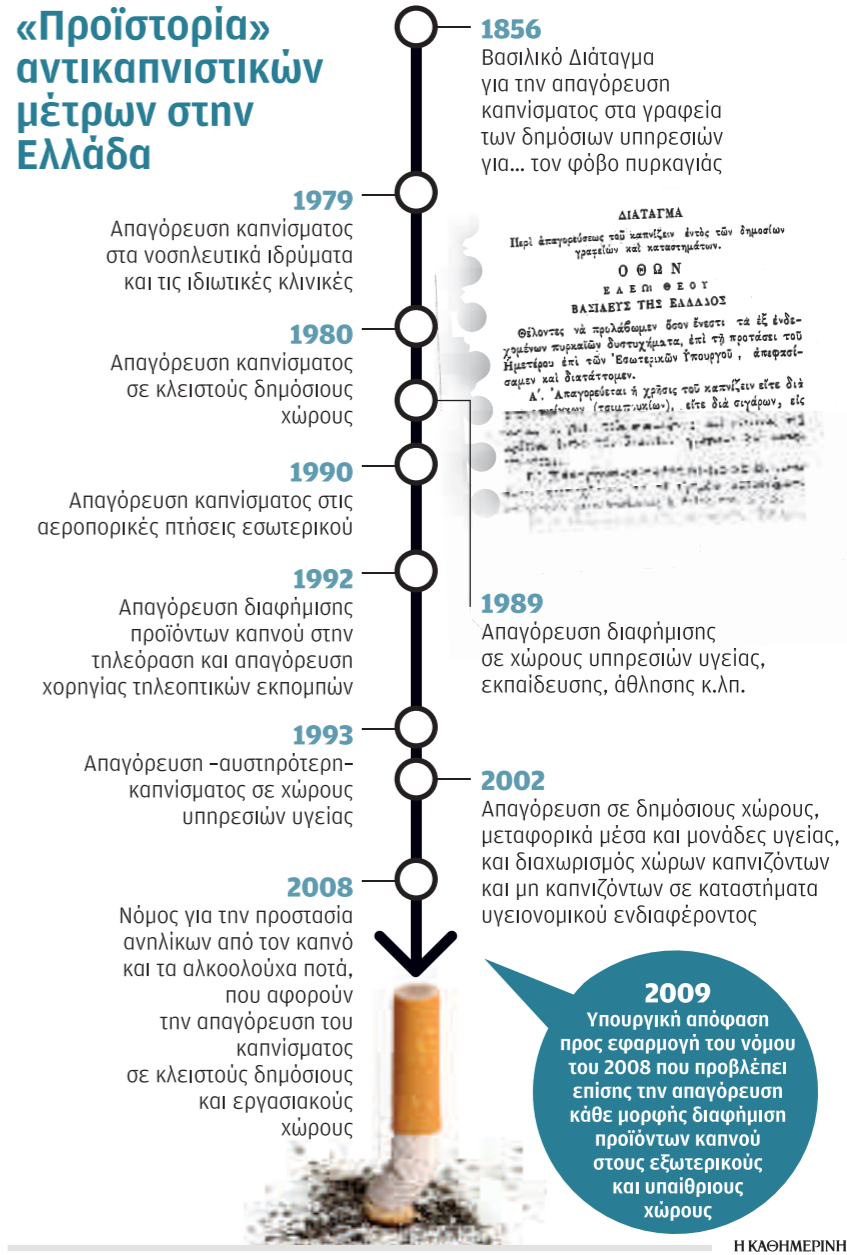 «Προϊστορία»
αντικαπνιστικών
μέτρων στην
Ελλάδα
1856
Βασιλικό Διάταγμα
για την απαγόρευση
καπνίσματος στα γραφεία
των δημόσιων υπηρεσιών
για... τον φόβο πυρκαγιάς
ΔΙΑΤΑΓΜΑ
Περὶ ἀπαγορεύσεως τοῦ καπνίζειν ἐντὸς τῶν δημοσίων
γραφείων καὶ καταστημάτων.
ΟΘΩΝ
ΕΛΕΩι ΘΕΟΥ
ΒΑΣΙΛΕΥΣ ΤΗΣ ΕΛΛΑΔΟΣ
Θέλοντες νὰ προλάβωμεν ὅσον ἔνεστι τὰ ἐξ ἐνδε-
χομένων πυρκαϊῶν δυστυχήματα, ἐπὶ τῇ προτάσει τοῦ
Ἡμετέρου ἐπὶ τῶν Ἐσωτερικῶν Ὑπουργοῦ, ἀπεφασί-
σαμεν καὶ διατάττομεν.
Α΄. Ἀπαγορεύεται ἡ χρῆσις τοῦ καπνίζειν εἴτε διὰ
(τσιμπουκίων), εἴτε διὰ σιγάρων, εἰς
1979
Απαγόρευση καπνίσματος
στα νοσηλευτικά ιδρύματα
και τις ιδιωτικές κλινικές
1980
Απαγόρευση καπνίσματος
σε κλειστούς δημόσιους
χώρους
1989
Απαγόρευση διαφήμισης
σε χώρους υπηρεσιών υγείας,
εκπαίδευσης, άθλησης κ.λπ.
1990
Απαγόρευση καπνίσματος στις
αεροπορικές πτήσεις εσωτερικού
1992
Απαγόρευση διαφήμισης
προϊόντων καπνού στην
τηλεόραση και απαγόρευση
χορηγίας τηλεοπτικών εκπομπών
1993
Απαγόρευση –αυστηρότερη–
καπνίσματος σε χώρους
υπηρεσιών υγείας
2002
Απαγόρευση σε δημόσιους χώρους,
μεταφορικά μέσα και μονάδες υγείας,
και διαχωρισμός χώρων καπνιζόντων
και μη καπνιζόντων σε καταστήματα
υγειονομικού ενδιαφέροντος
2008
Νόμος για την προστασία
ανηλίκων από τον καπνό
και τα αλκοολούχα ποτά,
που αφορούν
την απαγόρευση του
καπνίσματος
σε κλειστούς δημόσιους
και εργασιακούς
χώρους
2009
Υπουργική απόφαση
προς εφαρμογή του νόμου
του 2008 που προβλέπει
επίσης την απαγόρευση
κάθε μορφής διαφήμιση
προϊόντων καπνού
στους εξωτερικούς
και υπαίθριους
χώρους
Η ΚΑΘΗΜΕΡΙΝΗ